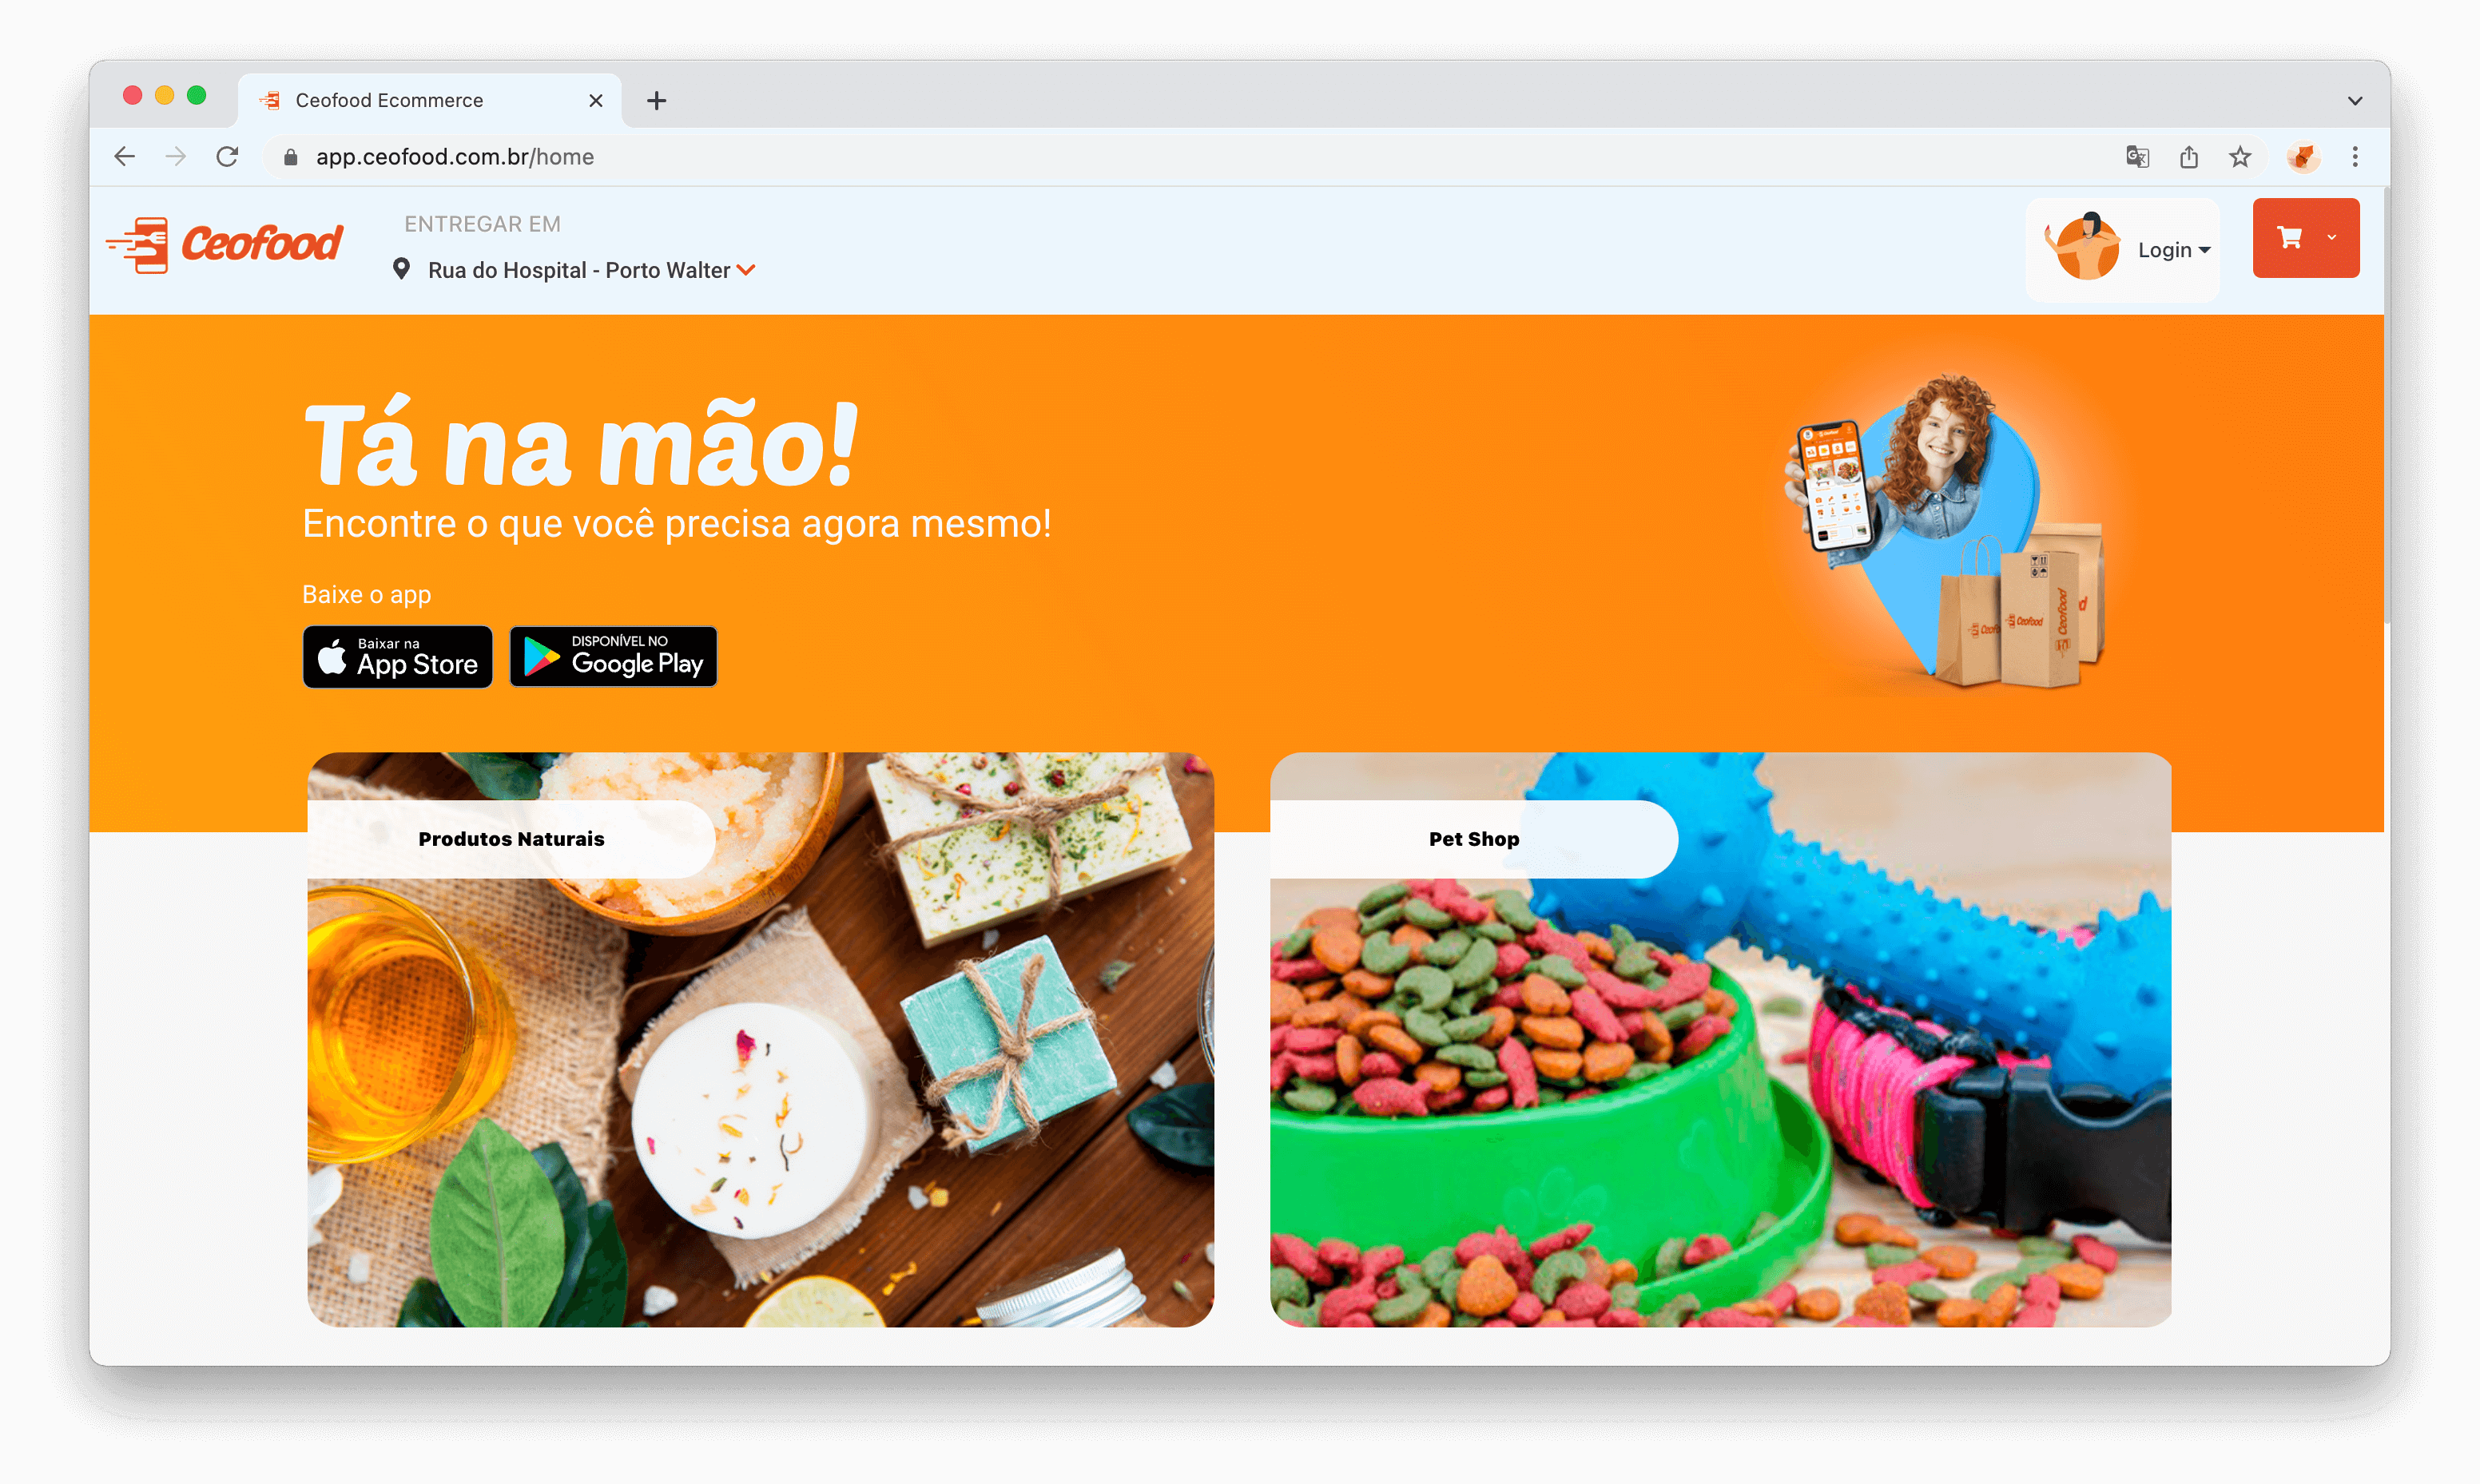 Ceofood Ecommerce
app.ceofood.com.br/home
Ceofood
ENTREGAR EM
Rua do Hospital - Porto Walter
Login
Tá na mão!
Encontre o que você precisa agora mesmo!
Baixe o app
Baixar na
App Store
DISPONÍVEL NO
Google Play
Ceofood
Ceofood
Produtos Naturais
Pet Shop